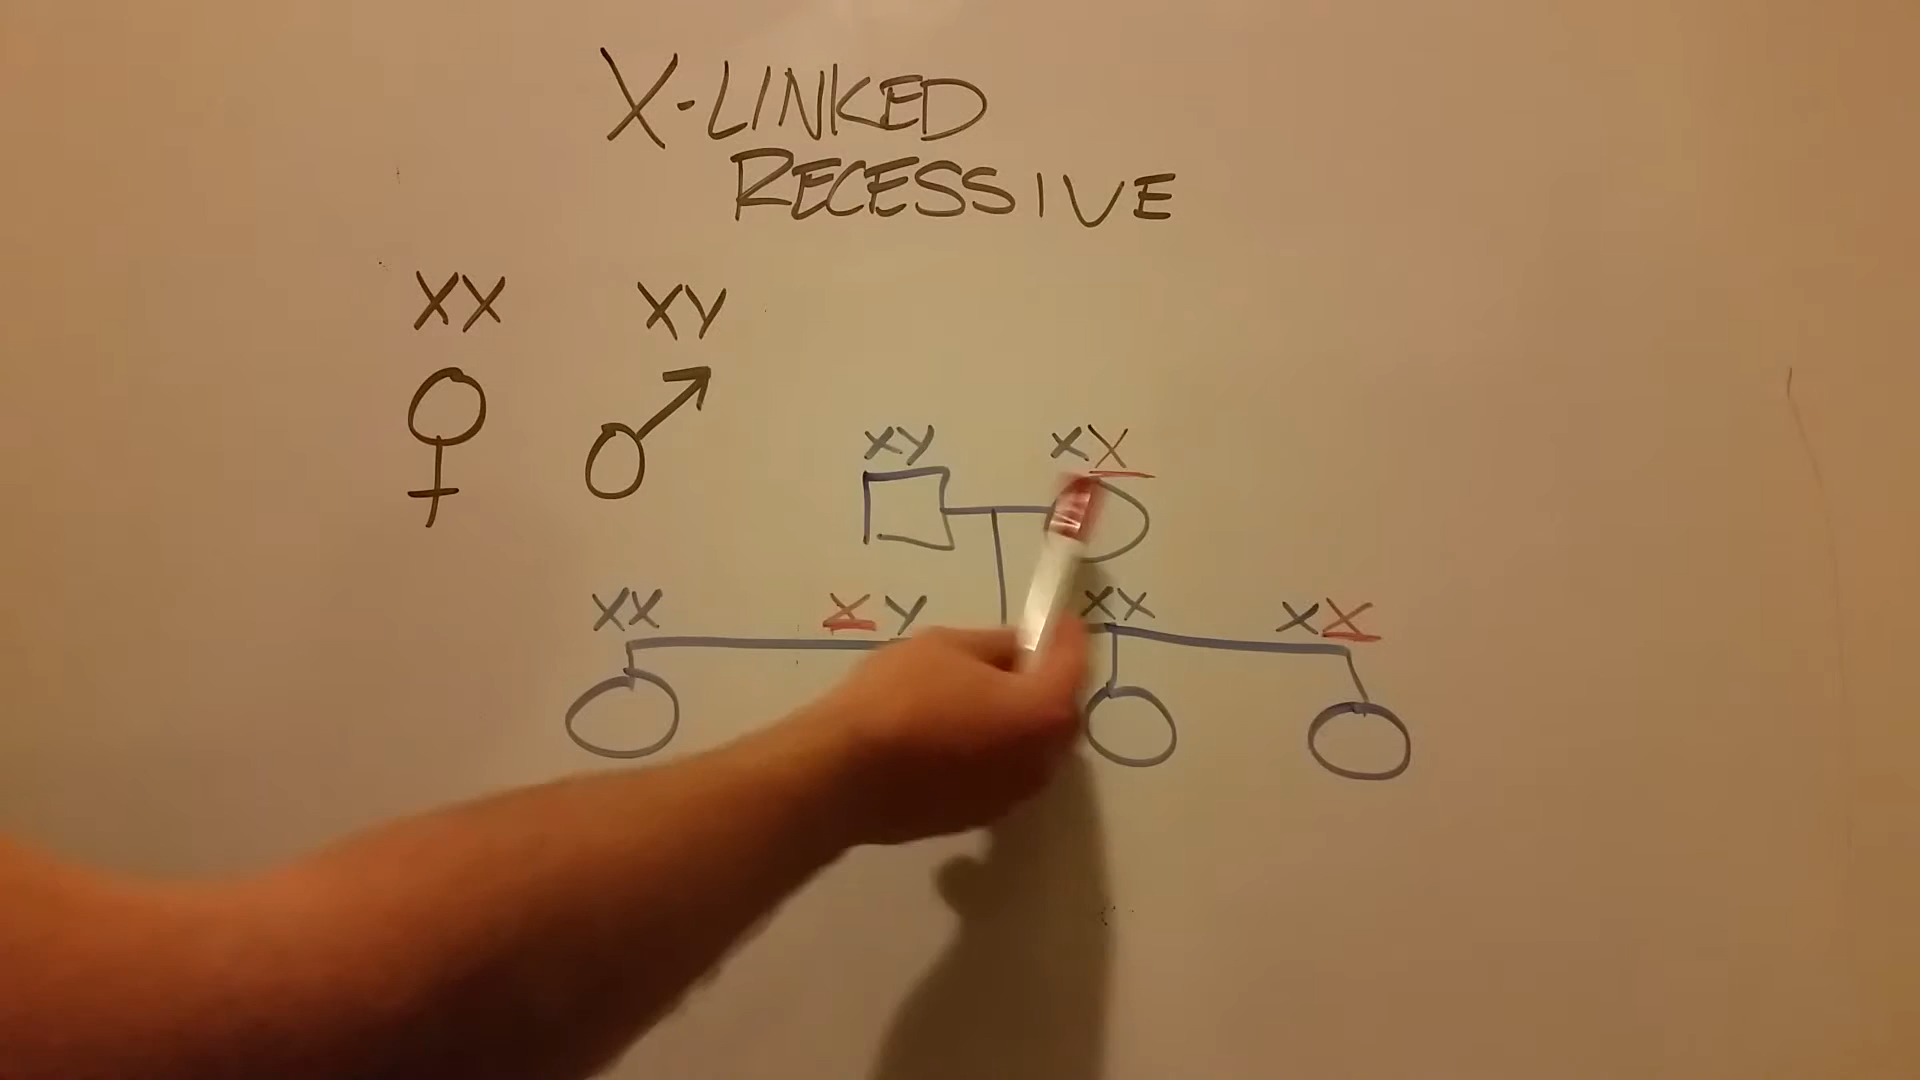 X-LINKED
RECESSIVE
XX XY
XY XX
XX XY XX XX